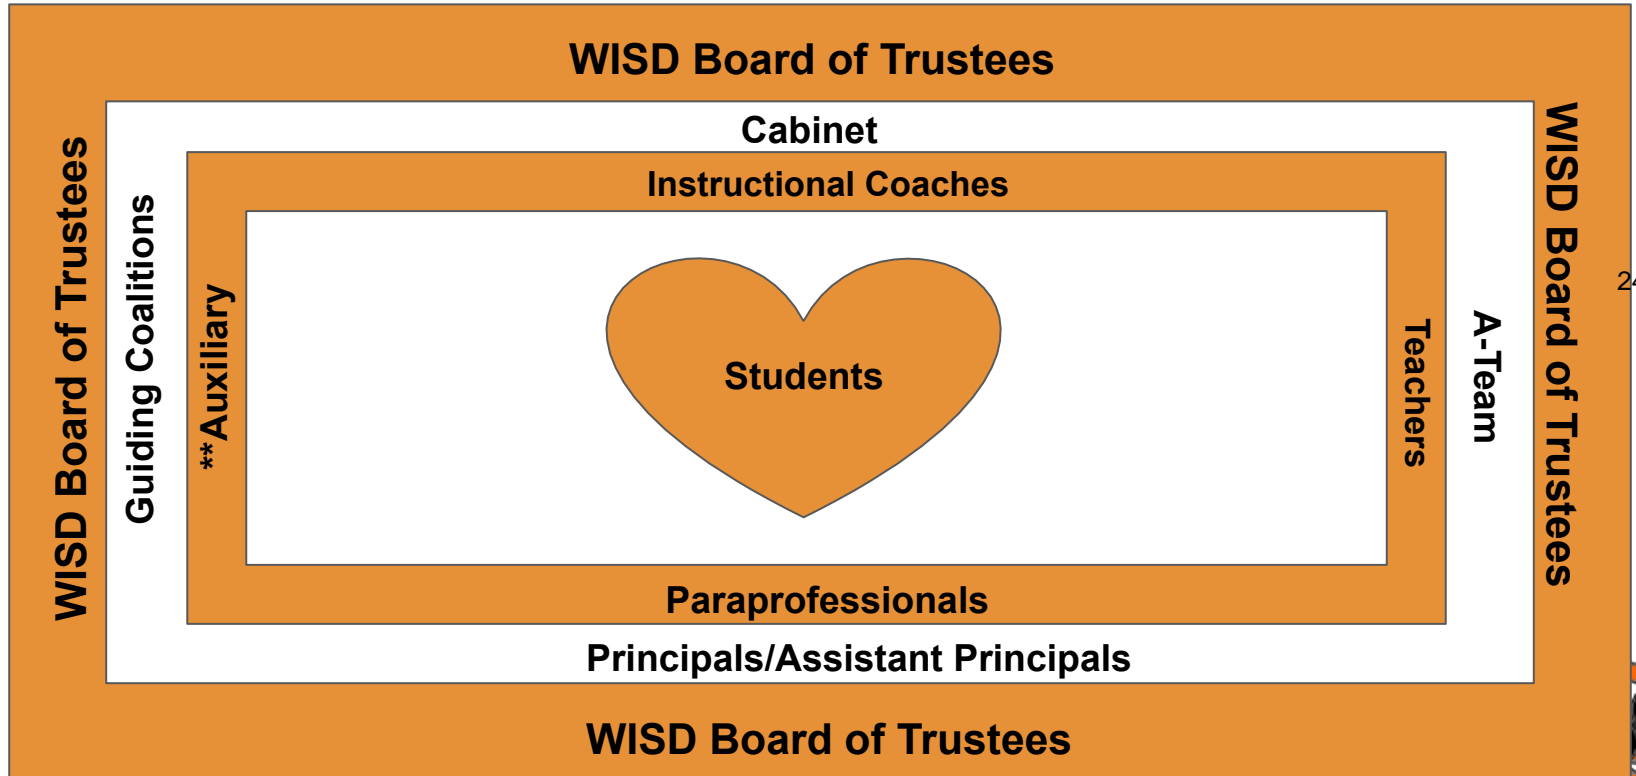 WISD Board of Trustees
Cabinet
Instructional Coaches
WISD Board of Trustees
Guiding Coalitions
**Auxiliary
Students
Teachers
A-Team
WISD Board of Trustees
Paraprofessionals
Principals/Assistant Principals
WISD Board of Trustees